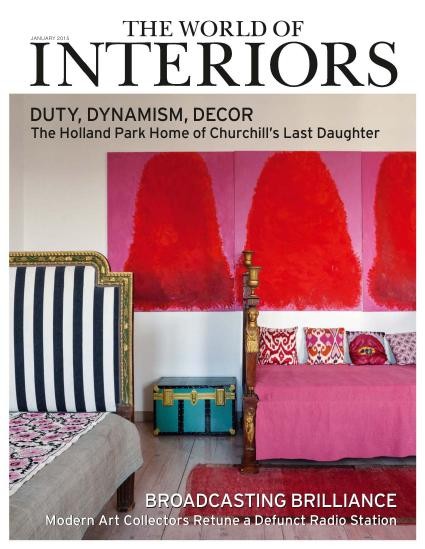 THE WORLD OF
JANUARY 2015
INTERIORS
DUTY, DYNAMISM, DECOR
The Holland Park Home of Churchill's Last Daughter
BROADCASTING BRILLIANCE
Modern Art Collectors Retune a Defunct Radio Station